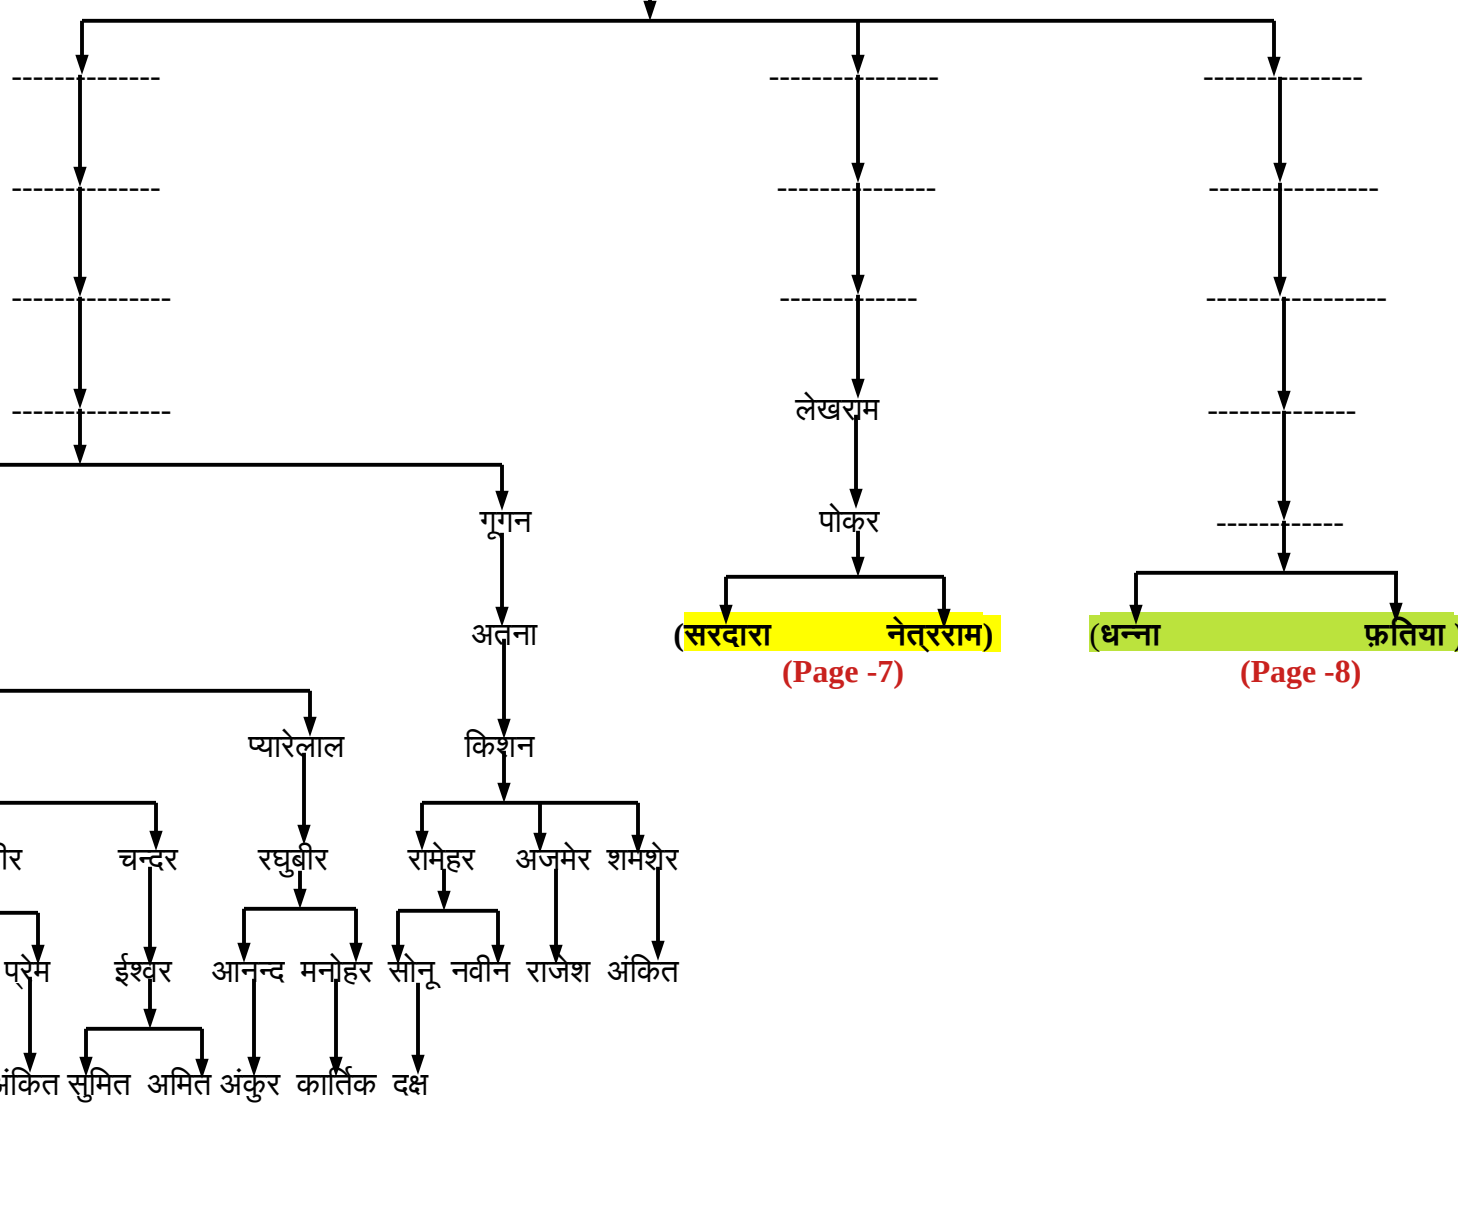 लेखराम
गूगन पोकर
अतना (सरदारा नेत्रराम) (धन्ना फ़तिया )
(Page -7) (Page -8)
प्यारेलाल किशन
चन्दर रघुबीर रामेहर अजमेर शमशेर
प्रेम ईश्वर आनन्द मनोहर सोनू नवीन राजेश अंकित
अंकित सुमित अमित अंकुर कार्तिक दक्ष